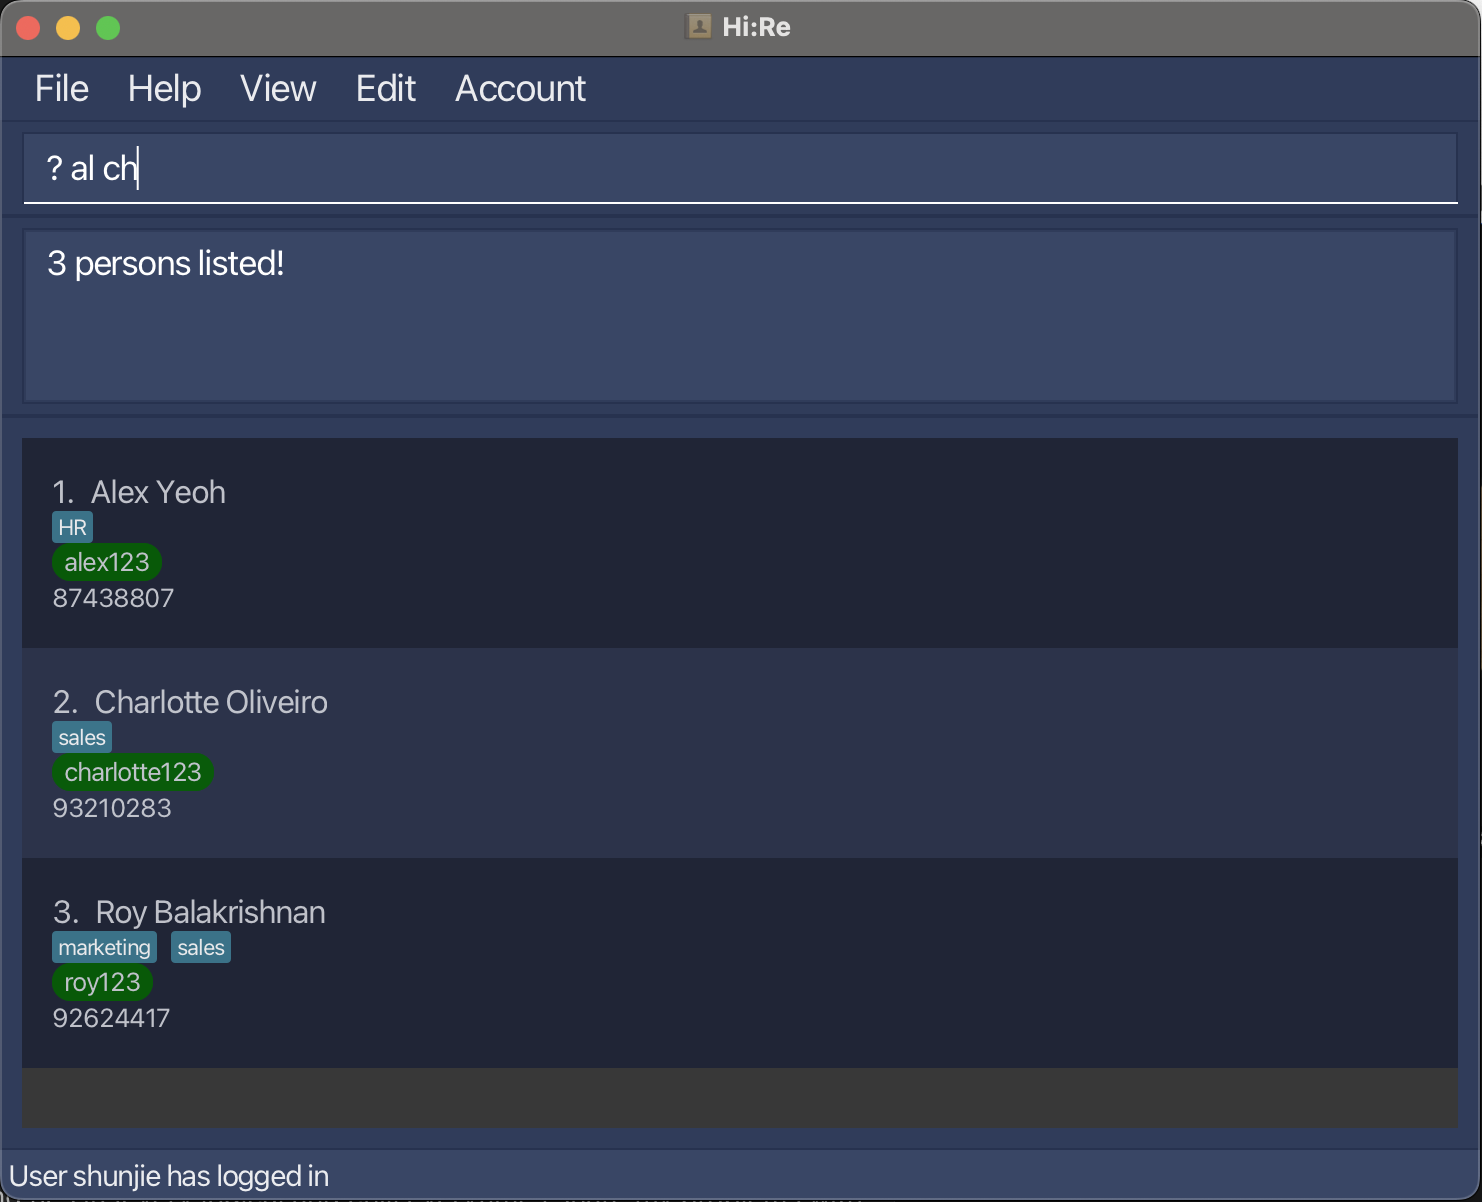 Hi:Re
File Help View Edit Account
? al ch
3 persons listed!
1. Alex Yeoh
HR
alex123
87438807
2. Charlotte Oliveiro
sales
charlotte123
93210283
3. Roy Balakrishnan
marketing sales
roy123
92624417
User shunjie has logged in